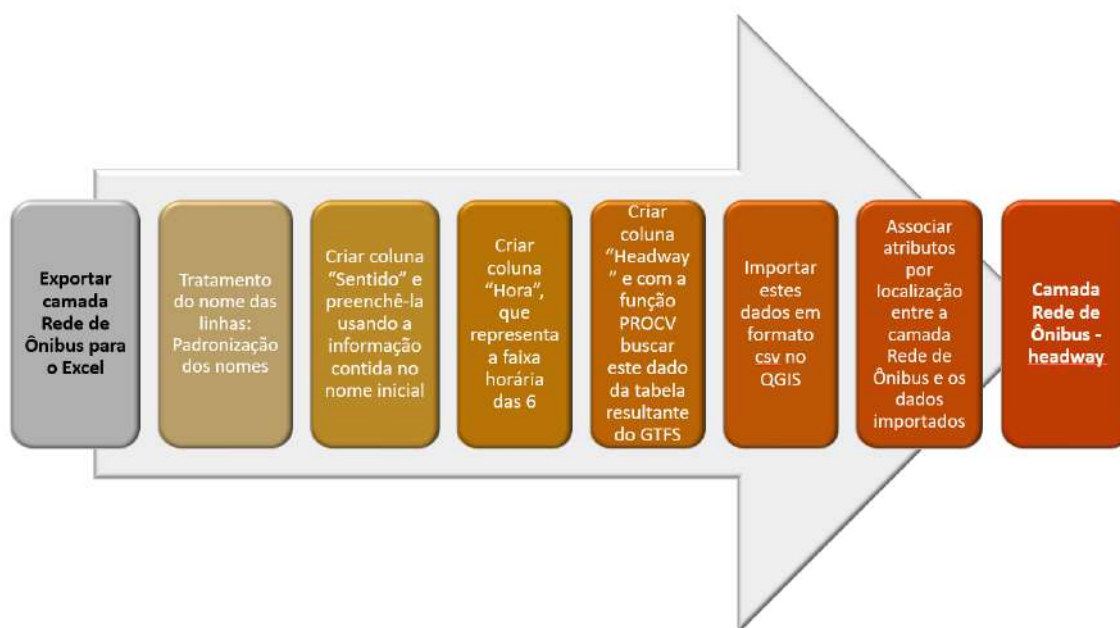 Exportar
camada
Rede de
Ônibus para
o Excel
Tratamento
do nome das
linhas:
Padronização
dos nomes
Criar coluna
“Sentido” e
preenchê-la
usando a
informação
contida no
nome inicial
Criar
coluna
“Hora”,
que
representa
a faixa
horária
das 6
Criar
coluna
“Headway
” e com a
função
PROCV
buscar
este dado
da tabela
resultante
do GTFS
Importar
estes
dados em
formato
csv no
QGIS
Associar
atributos
por
localização
entre a
camada
Rede de
Ônibus e os
dados
importados
Camada
Rede de
Ônibus -
headway